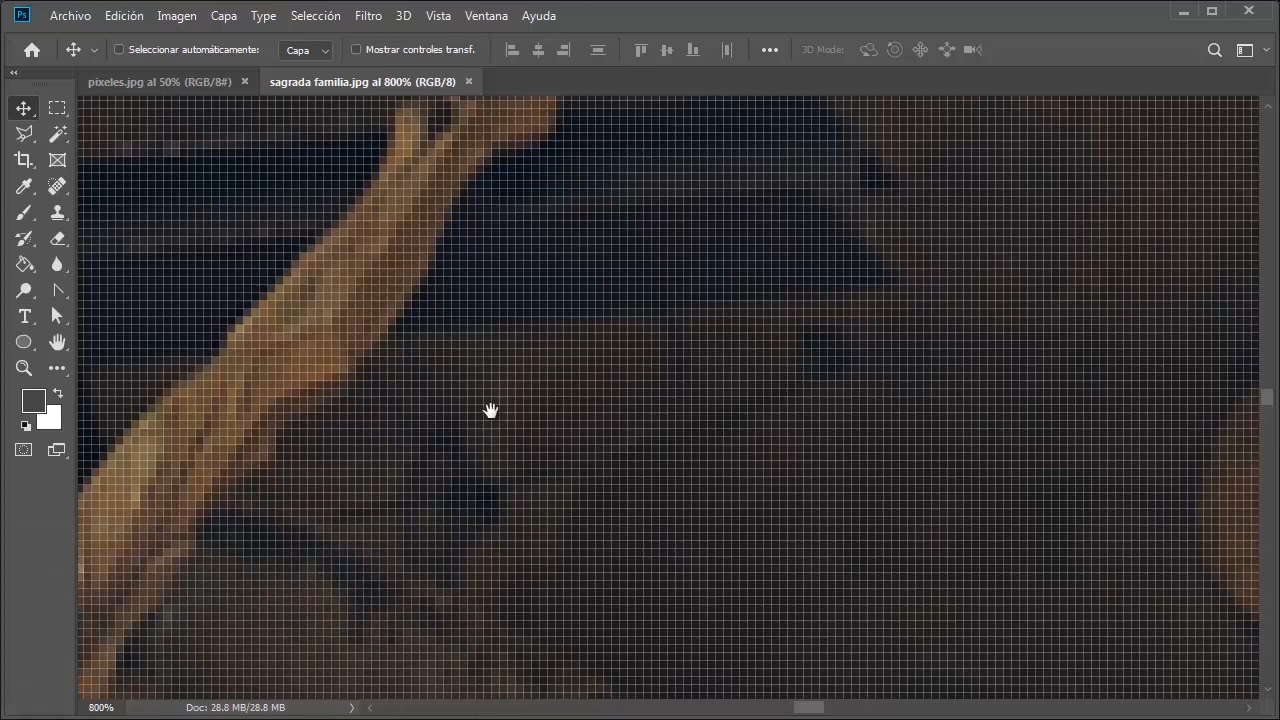 Ps Archivo Edición Imagen Capa Type Selección Filtro 3D Vista Ventana Ayuda
Seleccionar automáticamente: Capa Mostrar controles transf. 3D Mode:
pixeles.jpg al 50% (RGB/8#) sagrada familia.jpg al 800% (RGB/8)
800% Doc: 28.8 MB/28.8 MB